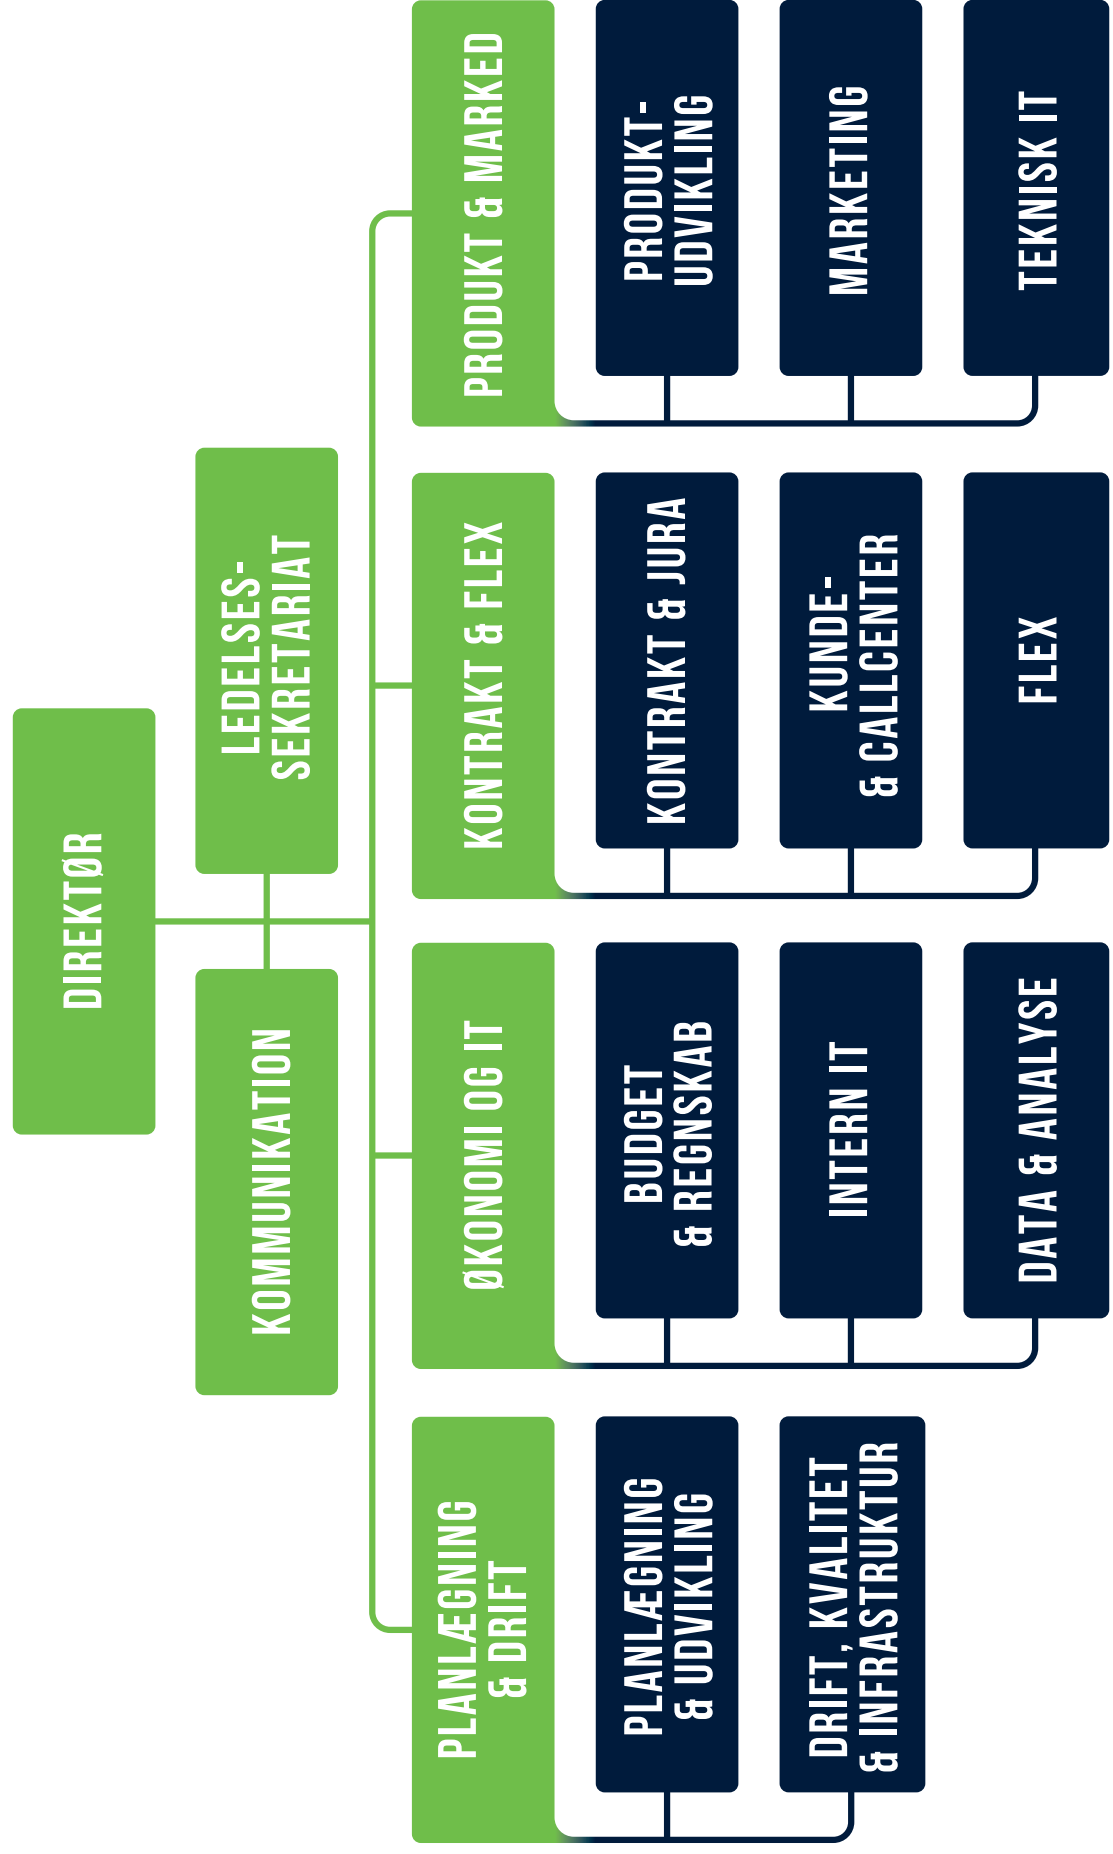 DIREKTØR
KOMMUNIKATION
LEDELSES-
SEKRETARIAT
PLANLÆGNING
& DRIFT
PLANLÆGNING
& UDVIKLING
DRIFT, KVALITET
& INFRASTRUKTUR
ØKONOMI OG IT
BUDGET
& REGNSKAB
INTERN IT
DATA & ANALYSE
KONTRAKT & FLEX
KONTRAKT & JURA
KUNDE-
& CALLCENTER
FLEX
PRODUKT & MARKED
PRODUKT-
UDVIKLING
MARKETING
TEKNISK IT